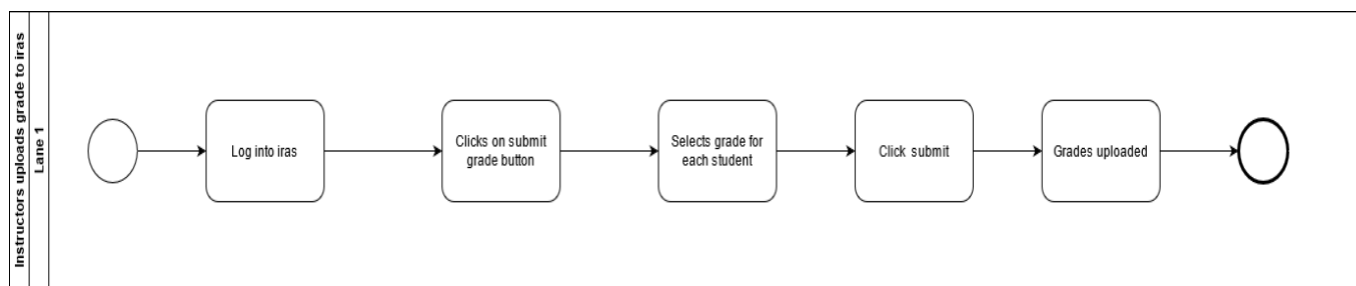 Instructors uploads grade to iras
Lane 1
Log into iras
Clicks on submit
grade button
Selects grade for
each student
Click submit
Grades uploaded